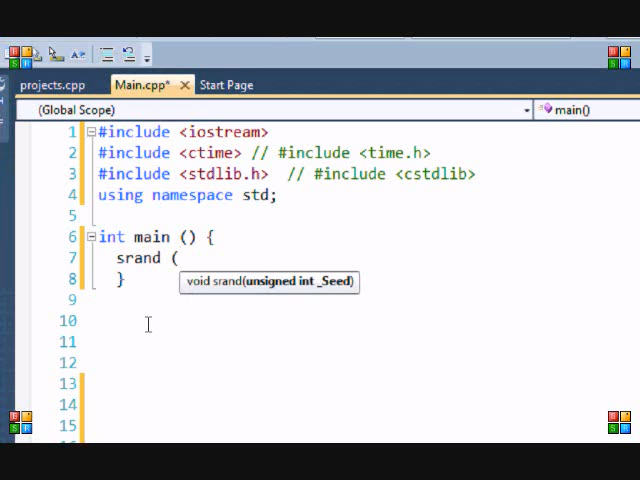 projects.cpp Main.cpp* Start Page
(Global Scope) main()
1 #include <iostream>
2 #include <ctime> // #include <time.h>
3 #include <stdlib.h> // #include <cstdlib>
4 using namespace std;
5
6 int main () {
7 srand (
8 }
void srand(unsigned int _Seed)
9
10
11
12
13
14
15